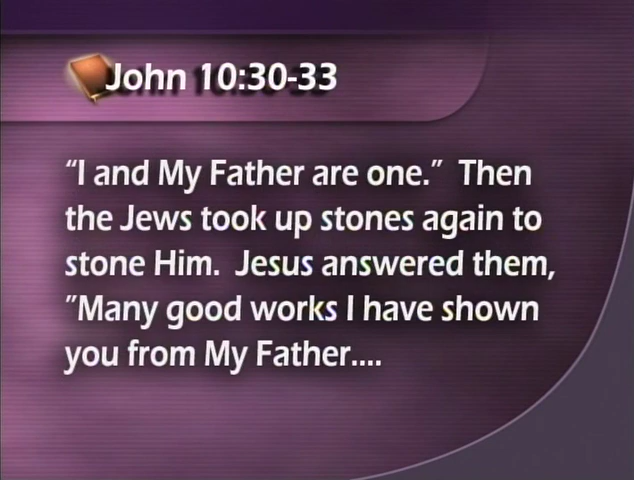 John 10:30-33
“I and My Father are one.” Then
the Jews took up stones again to
stone Him. Jesus answered them,
”Many good works I have shown
you from My Father....